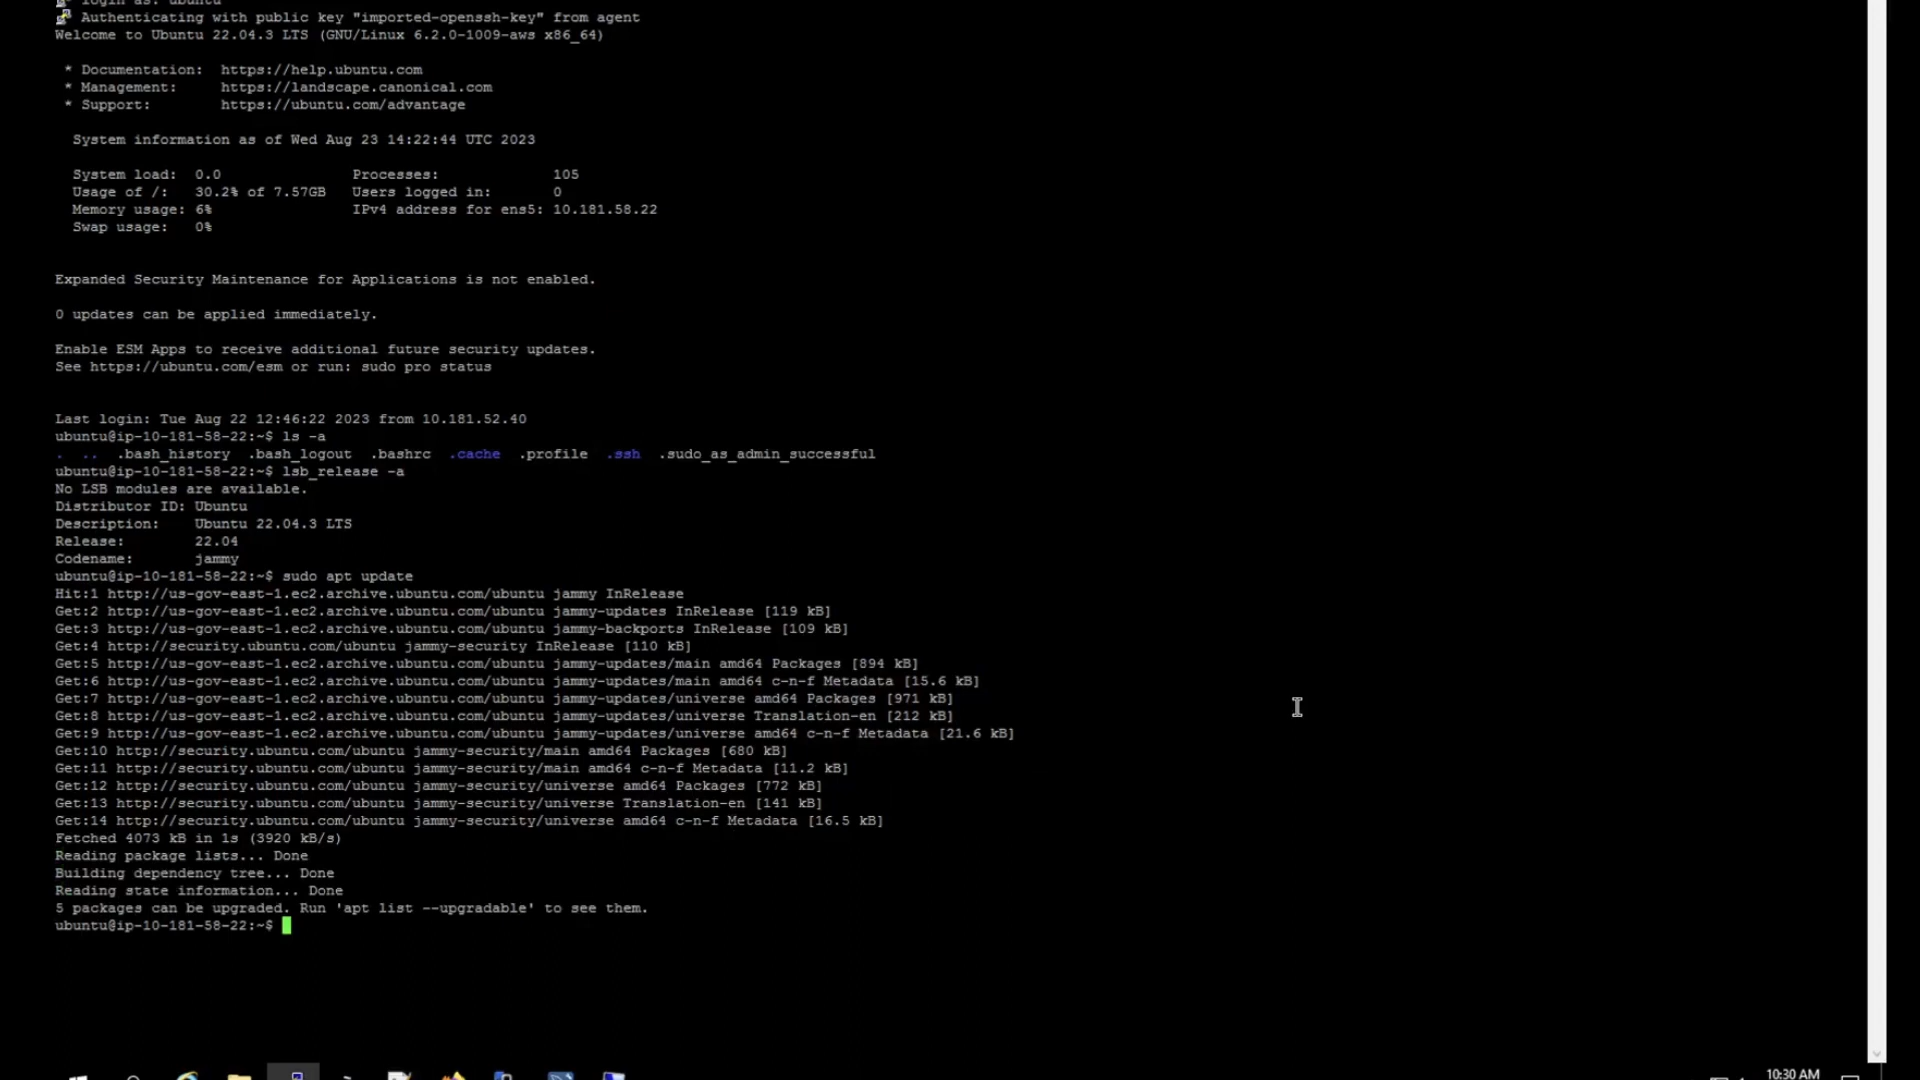 login as: ubuntu
Authenticating with public key "imported-openssh-key" from agent
Welcome to Ubuntu 22.04.3 LTS (GNU/Linux 6.2.0-1009-aws x86_64)
* Documentation:  https://help.ubuntu.com
* Management:     https://landscape.canonical.com
* Support:        https://ubuntu.com/advantage
System information as of Wed Aug 23 14:22:44 UTC 2023
System load:  0.0               Processes:             105
Usage of /:   30.2% of 7.57GB   Users logged in:       0
Memory usage: 6%                IPv4 address for ens5: 10.181.58.22
Swap usage:   0%
Expanded Security Maintenance for Applications is not enabled.
0 updates can be applied immediately.
Enable ESM Apps to receive additional future security updates.
See https://ubuntu.com/esm or run: sudo pro status
Last login: Tue Aug 22 12:46:22 2023 from 10.181.52.40
ubuntu@ip-10-181-58-22:~$ ls -a
.  ..  .bash_history  .bash_logout  .bashrc  .cache  .profile  .ssh  .sudo_as_admin_successful
ubuntu@ip-10-181-58-22:~$ lsb_release -a
No LSB modules are available.
Distributor ID: Ubuntu
Description:    Ubuntu 22.04.3 LTS
Release:        22.04
Codename:       jammy
ubuntu@ip-10-181-58-22:~$ sudo apt update
Hit:1 http://us-gov-east-1.ec2.archive.ubuntu.com/ubuntu jammy InRelease
Get:2 http://us-gov-east-1.ec2.archive.ubuntu.com/ubuntu jammy-updates InRelease [119 kB]
Get:3 http://us-gov-east-1.ec2.archive.ubuntu.com/ubuntu jammy-backports InRelease [109 kB]
Get:4 http://security.ubuntu.com/ubuntu jammy-security InRelease [110 kB]
Get:5 http://us-gov-east-1.ec2.archive.ubuntu.com/ubuntu jammy-updates/main amd64 Packages [894 kB]
Get:6 http://us-gov-east-1.ec2.archive.ubuntu.com/ubuntu jammy-updates/main amd64 c-n-f Metadata [15.6 kB]
Get:7 http://us-gov-east-1.ec2.archive.ubuntu.com/ubuntu jammy-updates/universe amd64 Packages [971 kB]
Get:8 http://us-gov-east-1.ec2.archive.ubuntu.com/ubuntu jammy-updates/universe Translation-en [212 kB]
Get:9 http://us-gov-east-1.ec2.archive.ubuntu.com/ubuntu jammy-updates/universe amd64 c-n-f Metadata [21.6 kB]
Get:10 http://security.ubuntu.com/ubuntu jammy-security/main amd64 Packages [680 kB]
Get:11 http://security.ubuntu.com/ubuntu jammy-security/main amd64 c-n-f Metadata [11.2 kB]
Get:12 http://security.ubuntu.com/ubuntu jammy-security/universe amd64 Packages [772 kB]
Get:13 http://security.ubuntu.com/ubuntu jammy-security/universe Translation-en [141 kB]
Get:14 http://security.ubuntu.com/ubuntu jammy-security/universe amd64 c-n-f Metadata [16.5 kB]
Fetched 4073 kB in 1s (3920 kB/s)
Reading package lists... Done
Building dependency tree... Done
Reading state information... Done
5 packages can be upgraded. Run 'apt list --upgradable' to see them.
ubuntu@ip-10-181-58-22:~$
10:30 AM